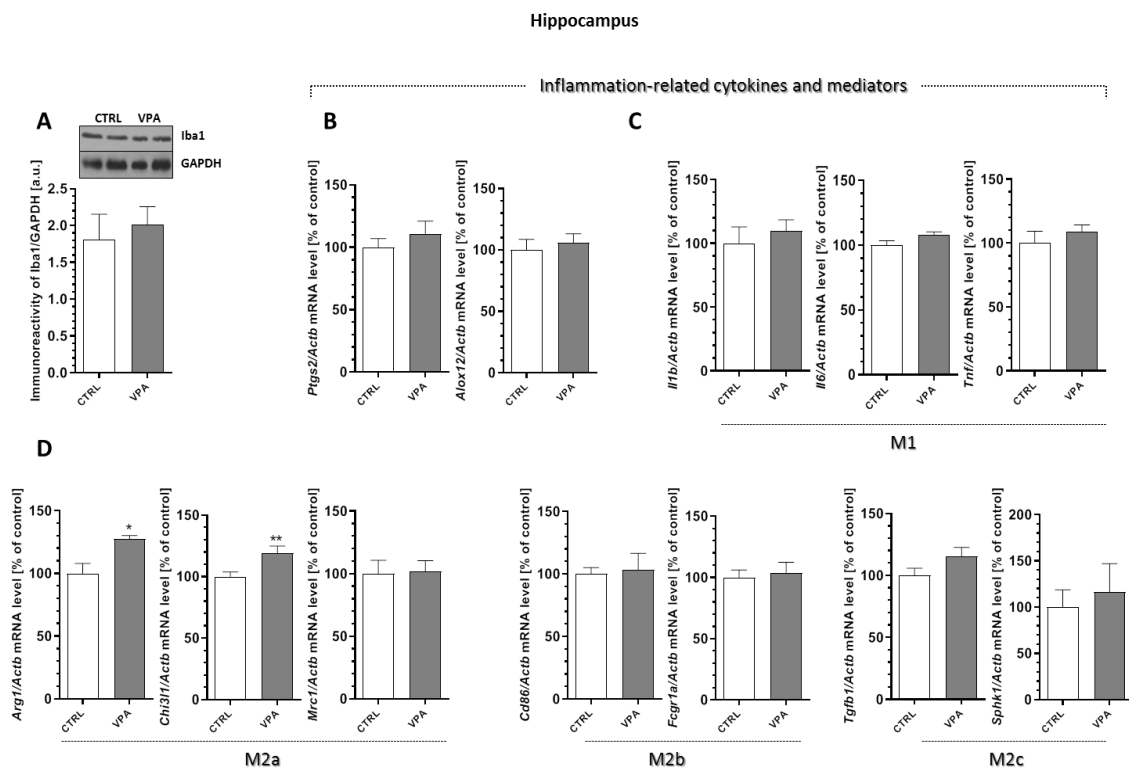 Hippocampus
Inflammation-related cytokines and mediators
A
CTRL VPA
Iba1
GAPDH
Immunoreactivity of Iba1/GAPDH [a.u.]
2.5
2.0
1.5
1.0
0.5
0.0
CTRL
VPA
B
Ptgs2/Actb mRNA level [% of control]
150
100
50
0
CTRL
VPA
Alox12/Actb mRNA level [% of control]
150
100
50
0
CTRL
VPA
C
Il1b/Actb mRNA level [% of control]
150
100
50
0
CTRL
VPA
Il6/Actb mRNA level [% of control]
150
100
50
0
CTRL
VPA
Tnf/Actb mRNA level [% of control]
150
100
50
0
CTRL
VPA
M1
D
Arg1/Actb mRNA level [% of control]
150
100
50
0
*
CTRL
VPA
Chi3l1/Actb mRNA level [% of control]
150
100
50
0
**
CTRL
VPA
Mrc1/Actb mRNA level [% of control]
150
100
50
0
CTRL
VPA
M2a
Cd86/Actb mRNA level [% of control]
150
100
50
0
CTRL
VPA
Fcgr1a/Actb mRNA level [% of control]
150
100
50
0
CTRL
VPA
M2b
Tgfb1/Actb mRNA level [% of control]
150
100
50
0
CTRL
VPA
Sphk1/Actb mRNA level [% of control]
200
150
100
50
0
CTRL
VPA
M2c